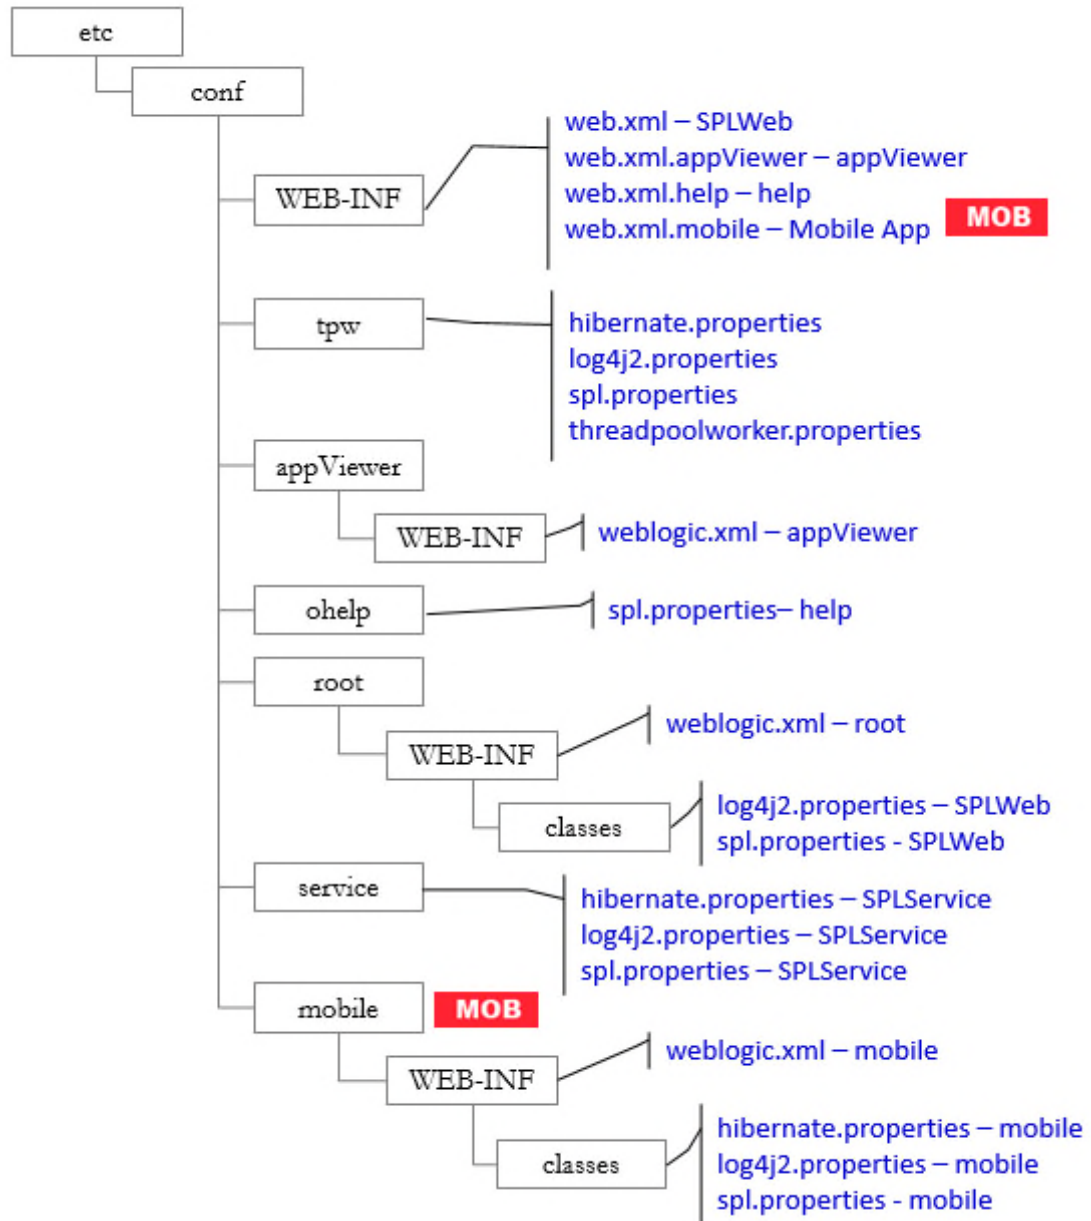 etc
conf
WEB-INF
web.xml – SPLWeb
web.xml.appViewer – appViewer
web.xml.help – help
web.xml.mobile – Mobile App MOB
tpw
hibernate.properties
log4j2.properties
spl.properties
threadpoolworker.properties
appViewer
WEB-INF
weblogic.xml – appViewer
ohelp
spl.properties– help
root
WEB-INF
weblogic.xml – root
classes
log4j2.properties – SPLWeb
spl.properties - SPLWeb
service
hibernate.properties – SPLService
log4j2.properties – SPLService
spl.properties – SPLService
mobile MOB
WEB-INF
weblogic.xml – mobile
classes
hibernate.properties – mobile
log4j2.properties – mobile
spl.properties - mobile